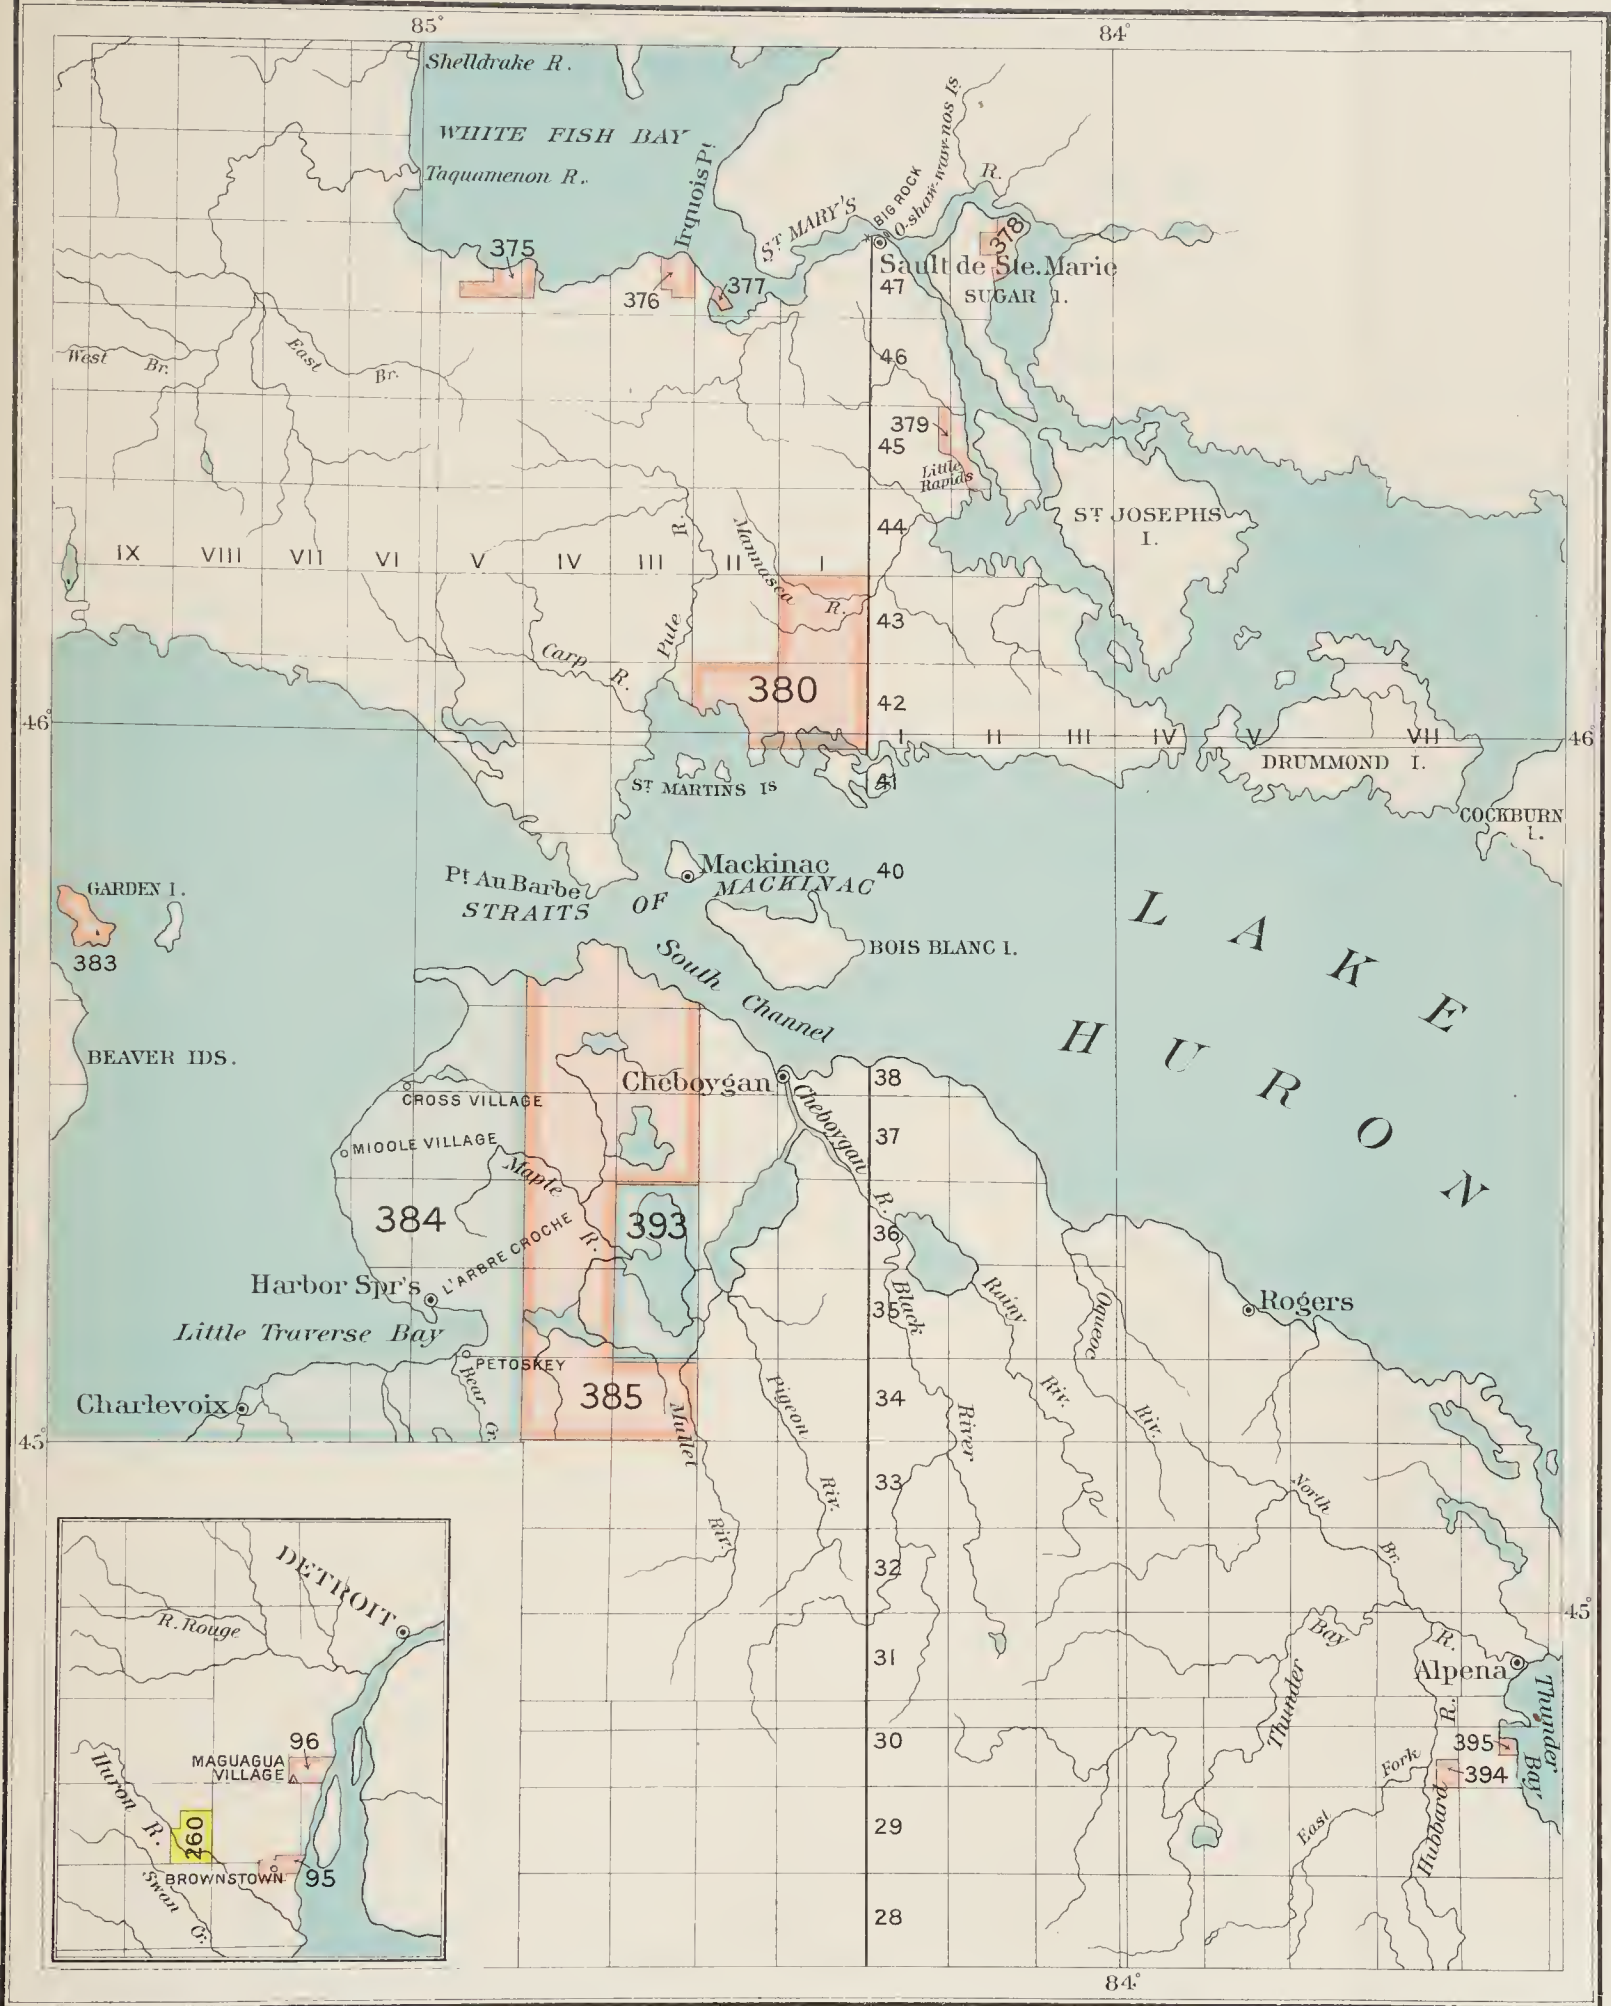 85°
84°
Shelldrake R.
WHITE FISH BAY
Taquamenon R.
Irquois Pt
ST MARY'S
BIG ROCK
O-shaw-waw-nos Is
R.
375
376
377
378
Sault de Ste. Marie
47
SUGAR I.
West Br.
East Br.
46
379
45
Little
Rapids
44
ST JOSEPHS
I.
IX VIII VII VI V IV III II I
R.
Mannasca R.
Carp R.
Pule
43
380
42
46°
I II III IV V VII
46°
DRUMMOND I.
COCKBURN
I.
41
ST MARTINS IS
Mackinac
40
Pt Au Barbe
STRAITS OF MACKINAC
GARDEN I.
383
BOIS BLANC I.
South Channel
LAKE
HURON
BEAVER IDS.
Cheboygan
38
CROSS VILLAGE
Cheboygan R.
37
MIDDLE VILLAGE
Maple R.
384
393
36
L'ARBRE CROCHE
Harbor Spr's
Black River
35
Rainy Riv.
Oqueoc Riv.
Rogers
Little Traverse Bay
PETOSKEY
Bear Cr.
Charlevoix
385
Mullet Riv.
Pigeon Riv.
34
45°
33
North Br.
32
45°
Thunder Bay R.
31
Alpena
Thunder Bay
30
395
394
East Fork
Hubbard R.
29
28
84°
DETROIT
R. Rouge
96
MAGUAGUA
VILLAGE
Huron R.
260
BROWNSTOWN
95
Swan Cr.